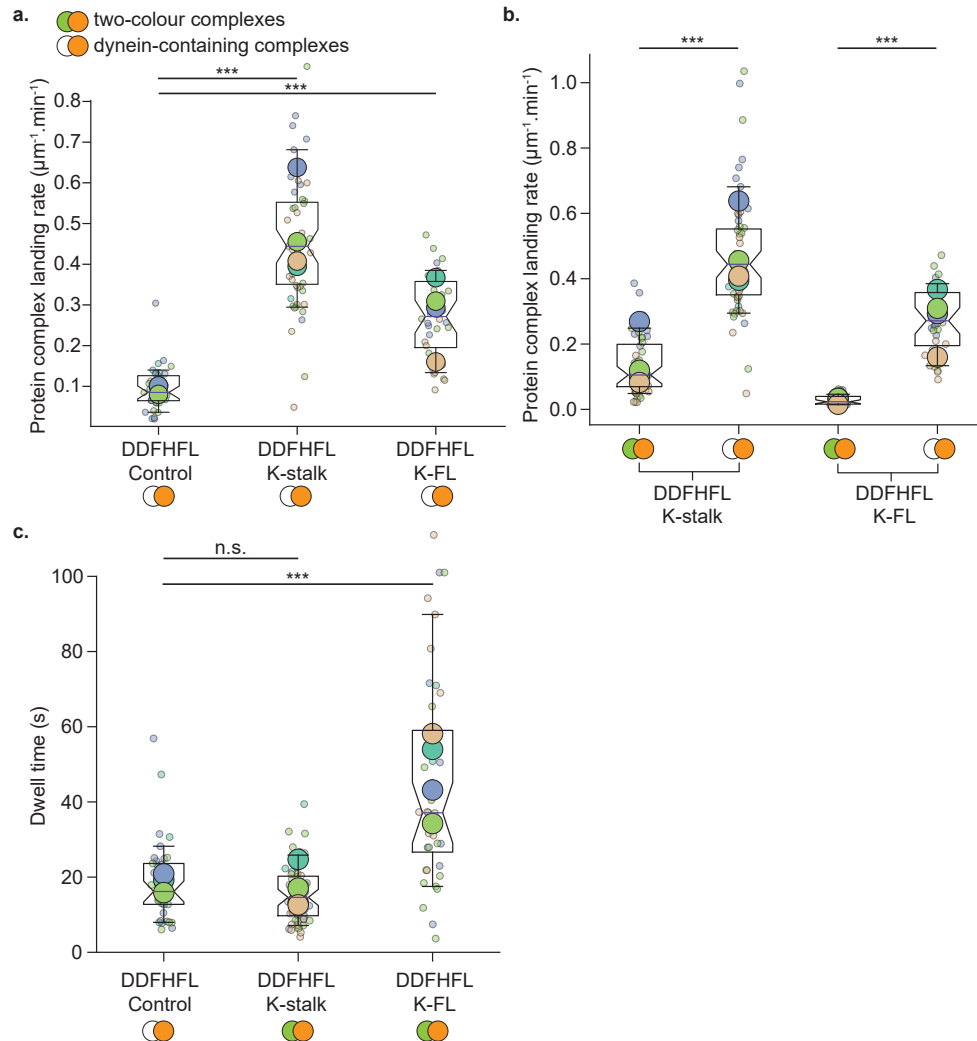 a.
two-colour complexes
dynein-containing complexes
***
***
Protein complex landing rate (µm⁻¹.min⁻¹)
0.8
0.7
0.6
0.5
0.4
0.3
0.2
0.1
DDFHFL
Control
DDFHFL
K-stalk
DDFHFL
K-FL
b.
***
***
Protein complex landing rate (µm⁻¹.min⁻¹)
1.0
0.8
0.6
0.4
0.2
0.0
DDFHFL
K-stalk
DDFHFL
K-FL
c.
n.s.
***
Dwell time (s)
100
80
60
40
20
0
DDFHFL
Control
DDFHFL
K-stalk
DDFHFL
K-FL